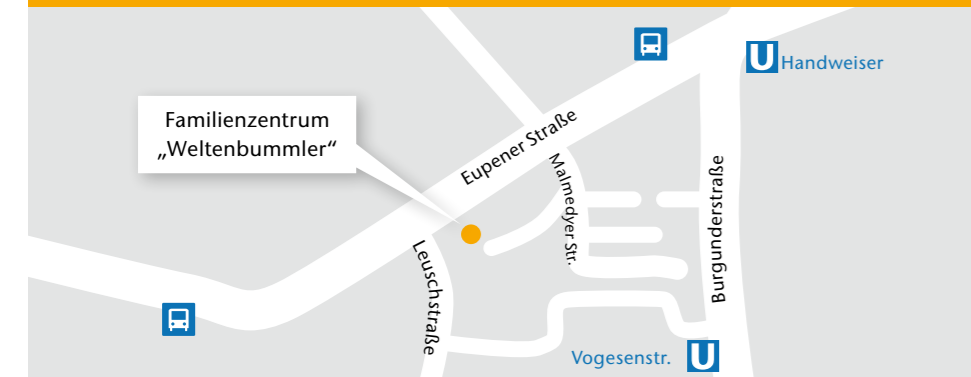 U Handweiser
Familienzentrum
„Weltenbummler“
Eupener Straße
Malmedyer Str.
Burgunderstraße
Leuschstraße
Vogesenstr. U